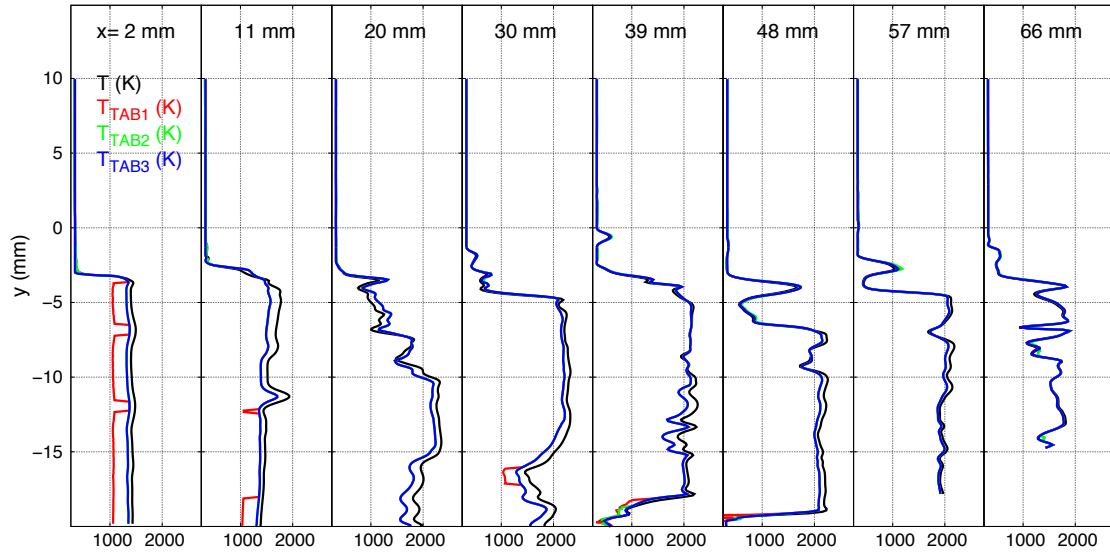 x= 2 mm 11 mm 20 mm 30 mm 39 mm 48 mm 57 mm 66 mm
10
T (K)
T_TAB1 (K)
T_TAB2 (K)
5
T_TAB3 (K)
0
y (mm)
−5
−10
−15
1000 2000 1000 2000 1000 2000 1000 2000 1000 2000 1000 2000 1000 2000 1000 2000